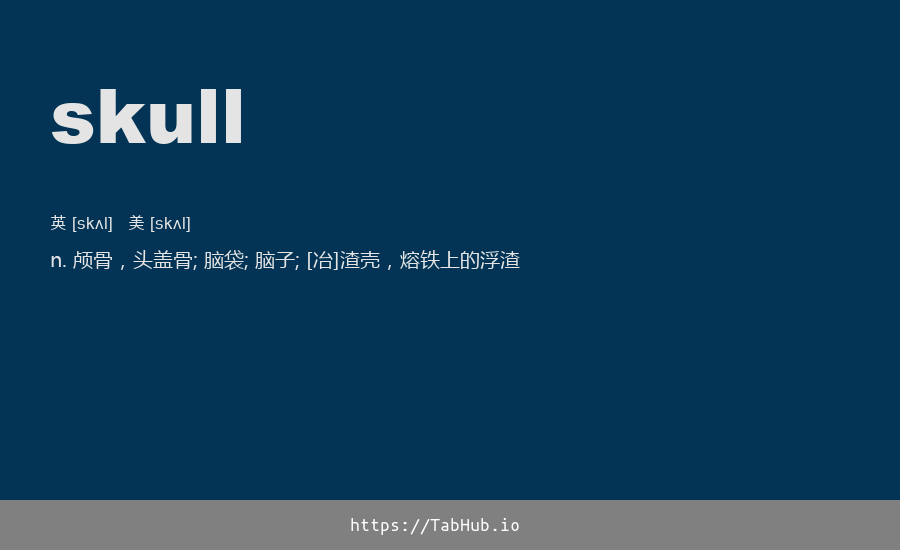 skull
英 [skʌl] 美 [skʌl]
n. 颅骨，头盖骨; 脑袋; 脑子; [冶]渣壳，熔铁上的浮渣
https://TabHub.io